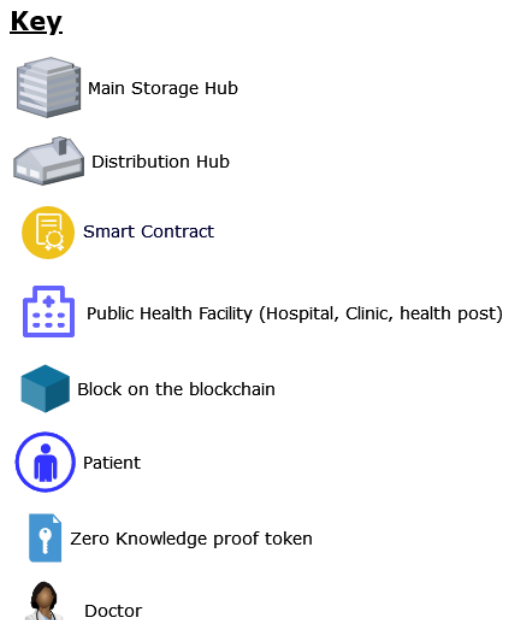 Key
Main Storage Hub
Distribution Hub
Smart Contract
Public Health Facility (Hospital, Clinic, health post)
Block on the blockchain
Patient
Zero Knowledge proof token
Doctor